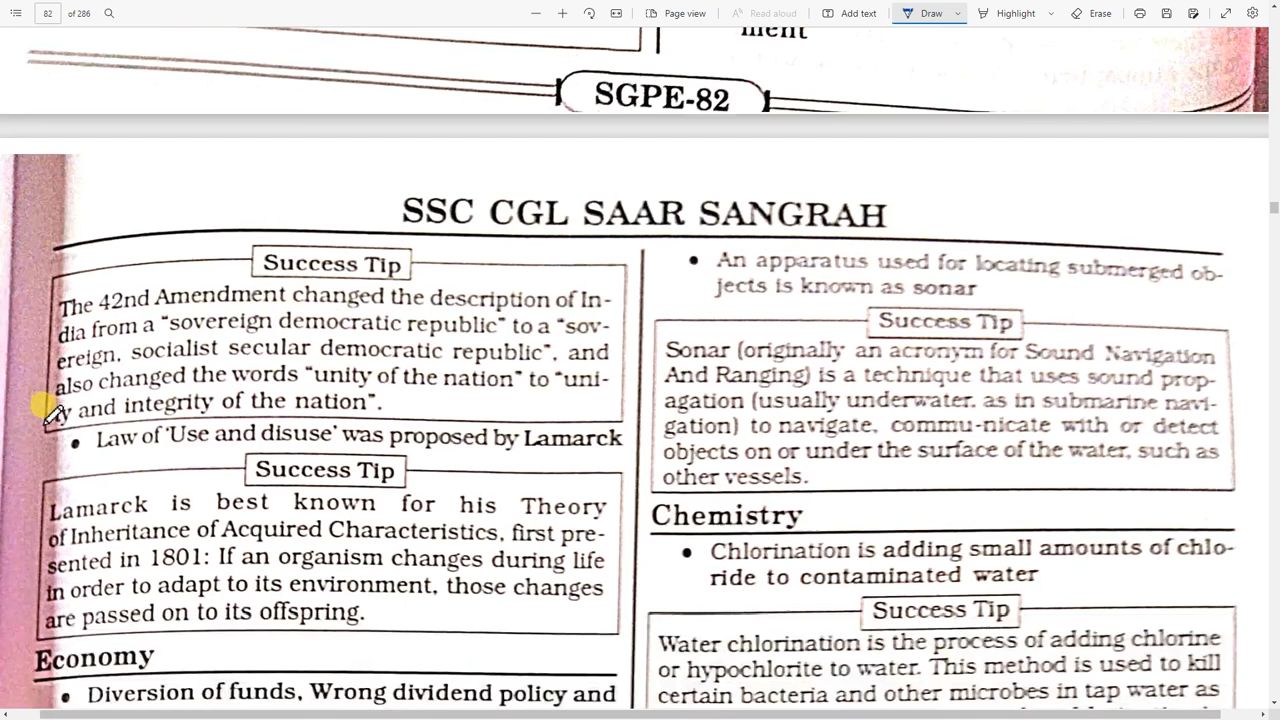 82
of 286
Page view
Read aloud
Add text
Draw
Highlight
Erase
ment
SGPE-82
SSC CGL SAAR SANGRAH
Success Tip
The 42nd Amendment changed the description of In-
dia from a "sovereign democratic republic" to a "sov-
ereign, socialist secular democratic republic", and
also changed the words "unity of the nation" to "uni-
ty and integrity of the nation".
• Law of 'Use and disuse' was proposed by Lamarck
Success Tip
Lamarck is best known for his Theory
of Inheritance of Acquired Characteristics, first pre-
sented in 1801: If an organism changes during life
in order to adapt to its environment, those changes
are passed on to its offspring.
Economy
• Diversion of funds, Wrong dividend policy and
• An apparatus used for locating submerged ob-
jects is known as sonar
Success Tip
Sonar (originally an acronym for Sound Navigation
And Ranging) is a technique that uses sound prop-
agation (usually underwater, as in submarine navi-
gation) to navigate, commu-nicate with or detect
objects on or under the surface of the water, such as
other vessels.
Chemistry
• Chlorination is adding small amounts of chlo-
ride to contaminated water
Success Tip
Water chlorination is the process of adding chlorine
or hypochlorite to water. This method is used to kill
certain bacteria and other microbes in tap water as